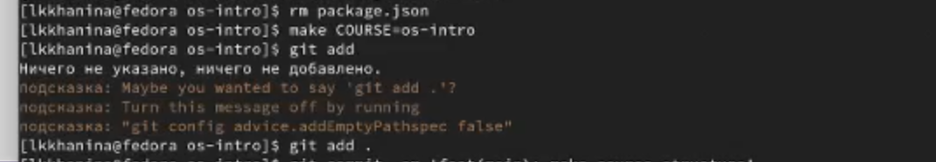 [lkkhanina@fedora os-intro]$ rm package.json
[lkkhanina@fedora os-intro]$ make COURSE=os-intro
[lkkhanina@fedora os-intro]$ git add
Ничего не указано, ничего не добавлено.
подсказка: Maybe you wanted to say 'git add .'?
подсказка: Turn this message off by running
подсказка: "git config advice.addEmptyPathspec false"
[lkkhanina@fedora os-intro]$ git add .